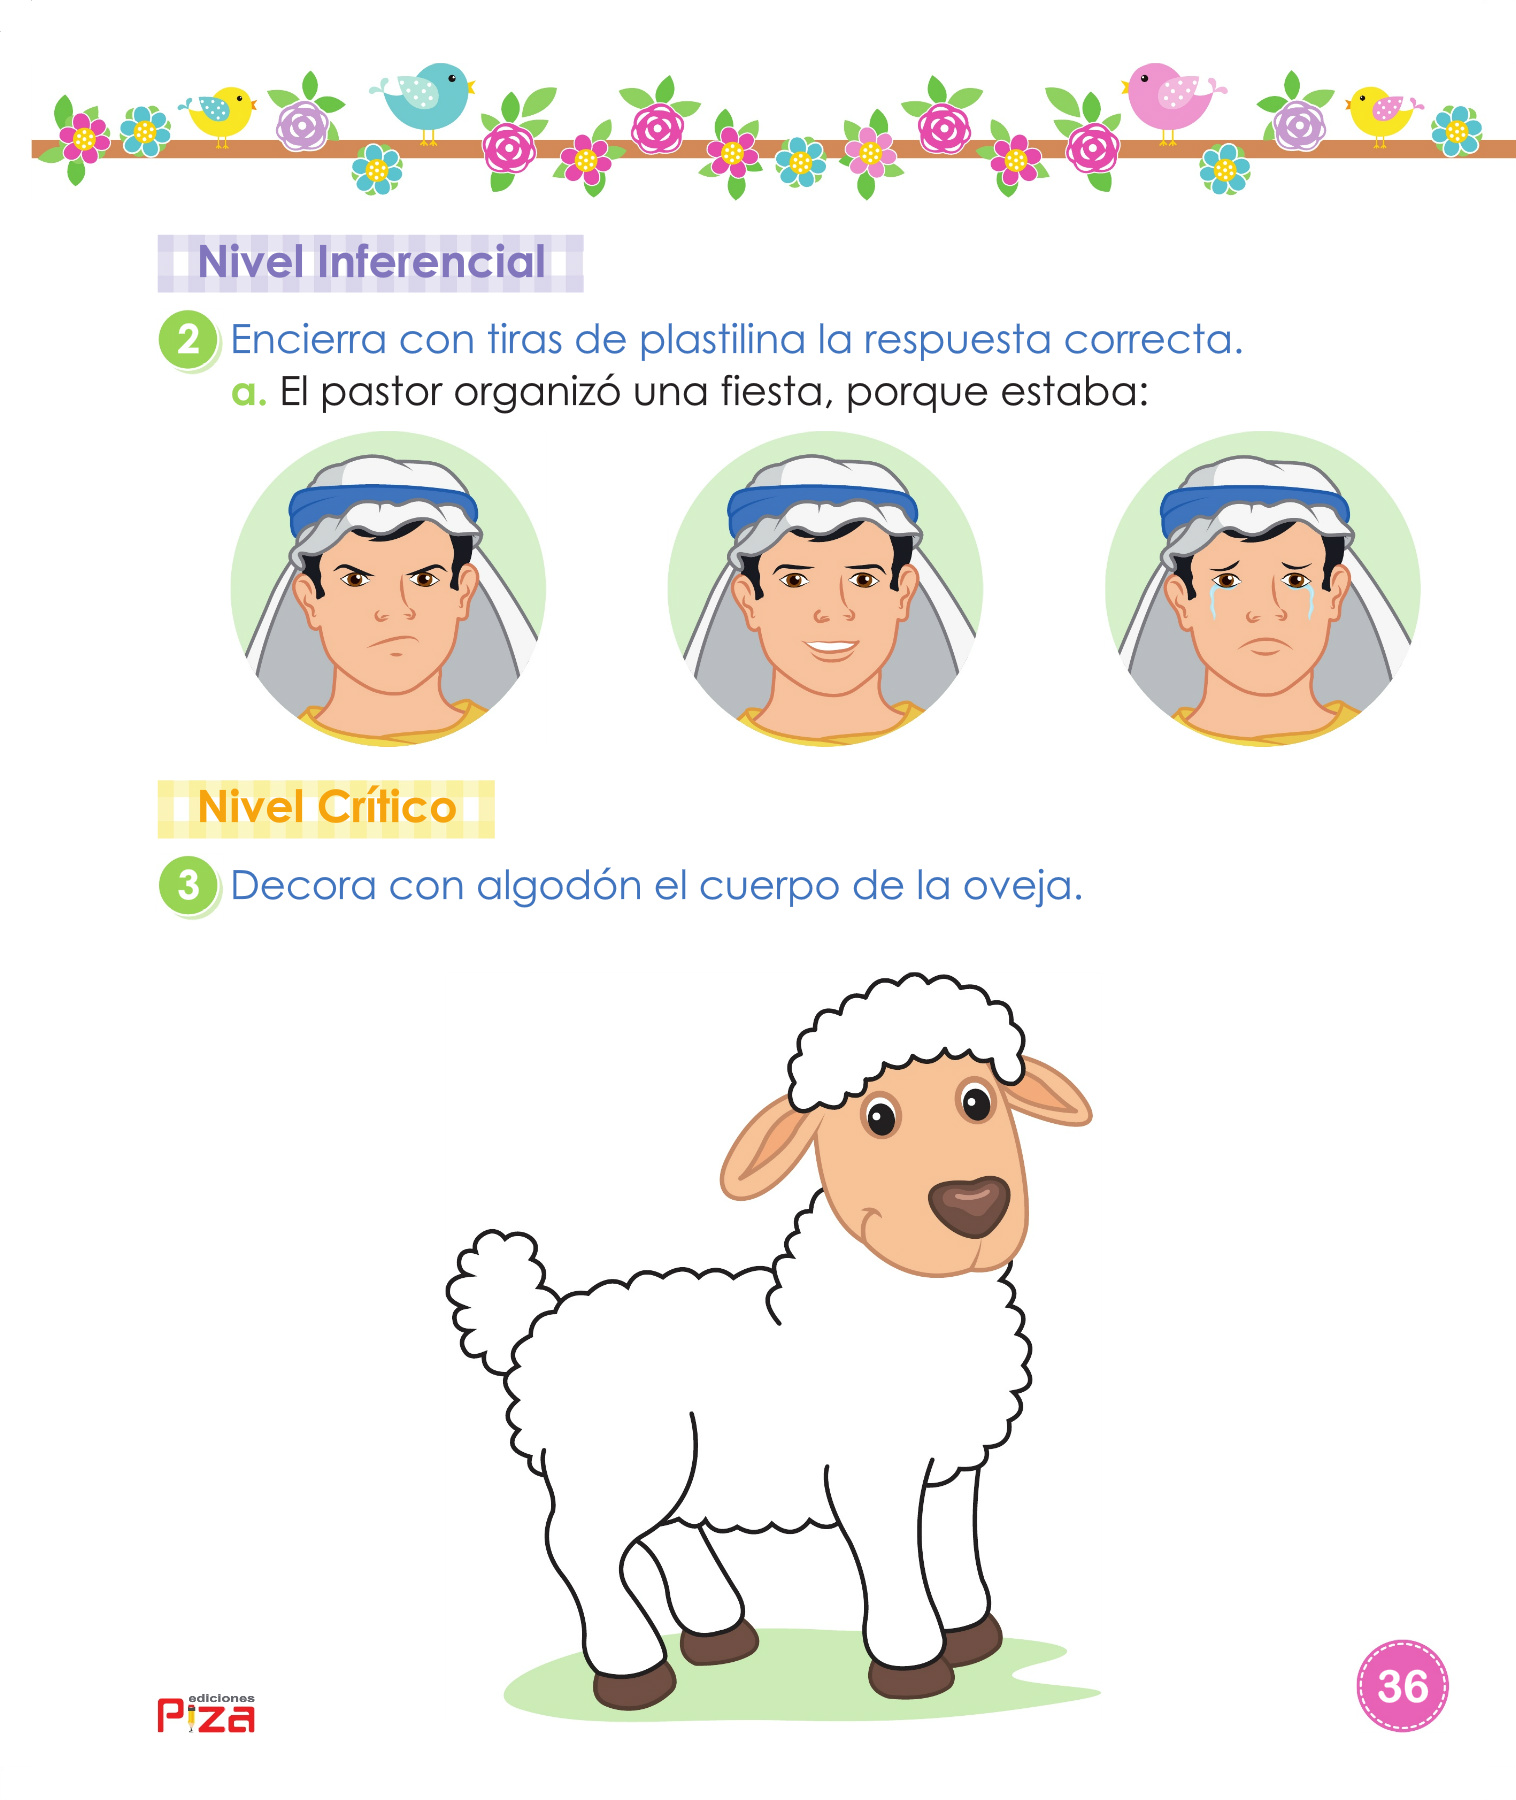 Nivel Inferencial
2 Encierra con tiras de plastilina la respuesta correcta.
a. El pastor organizó una fiesta, porque estaba:
Nivel Crítico
3 Decora con algodón el cuerpo de la oveja.
ediciones
Piza
36